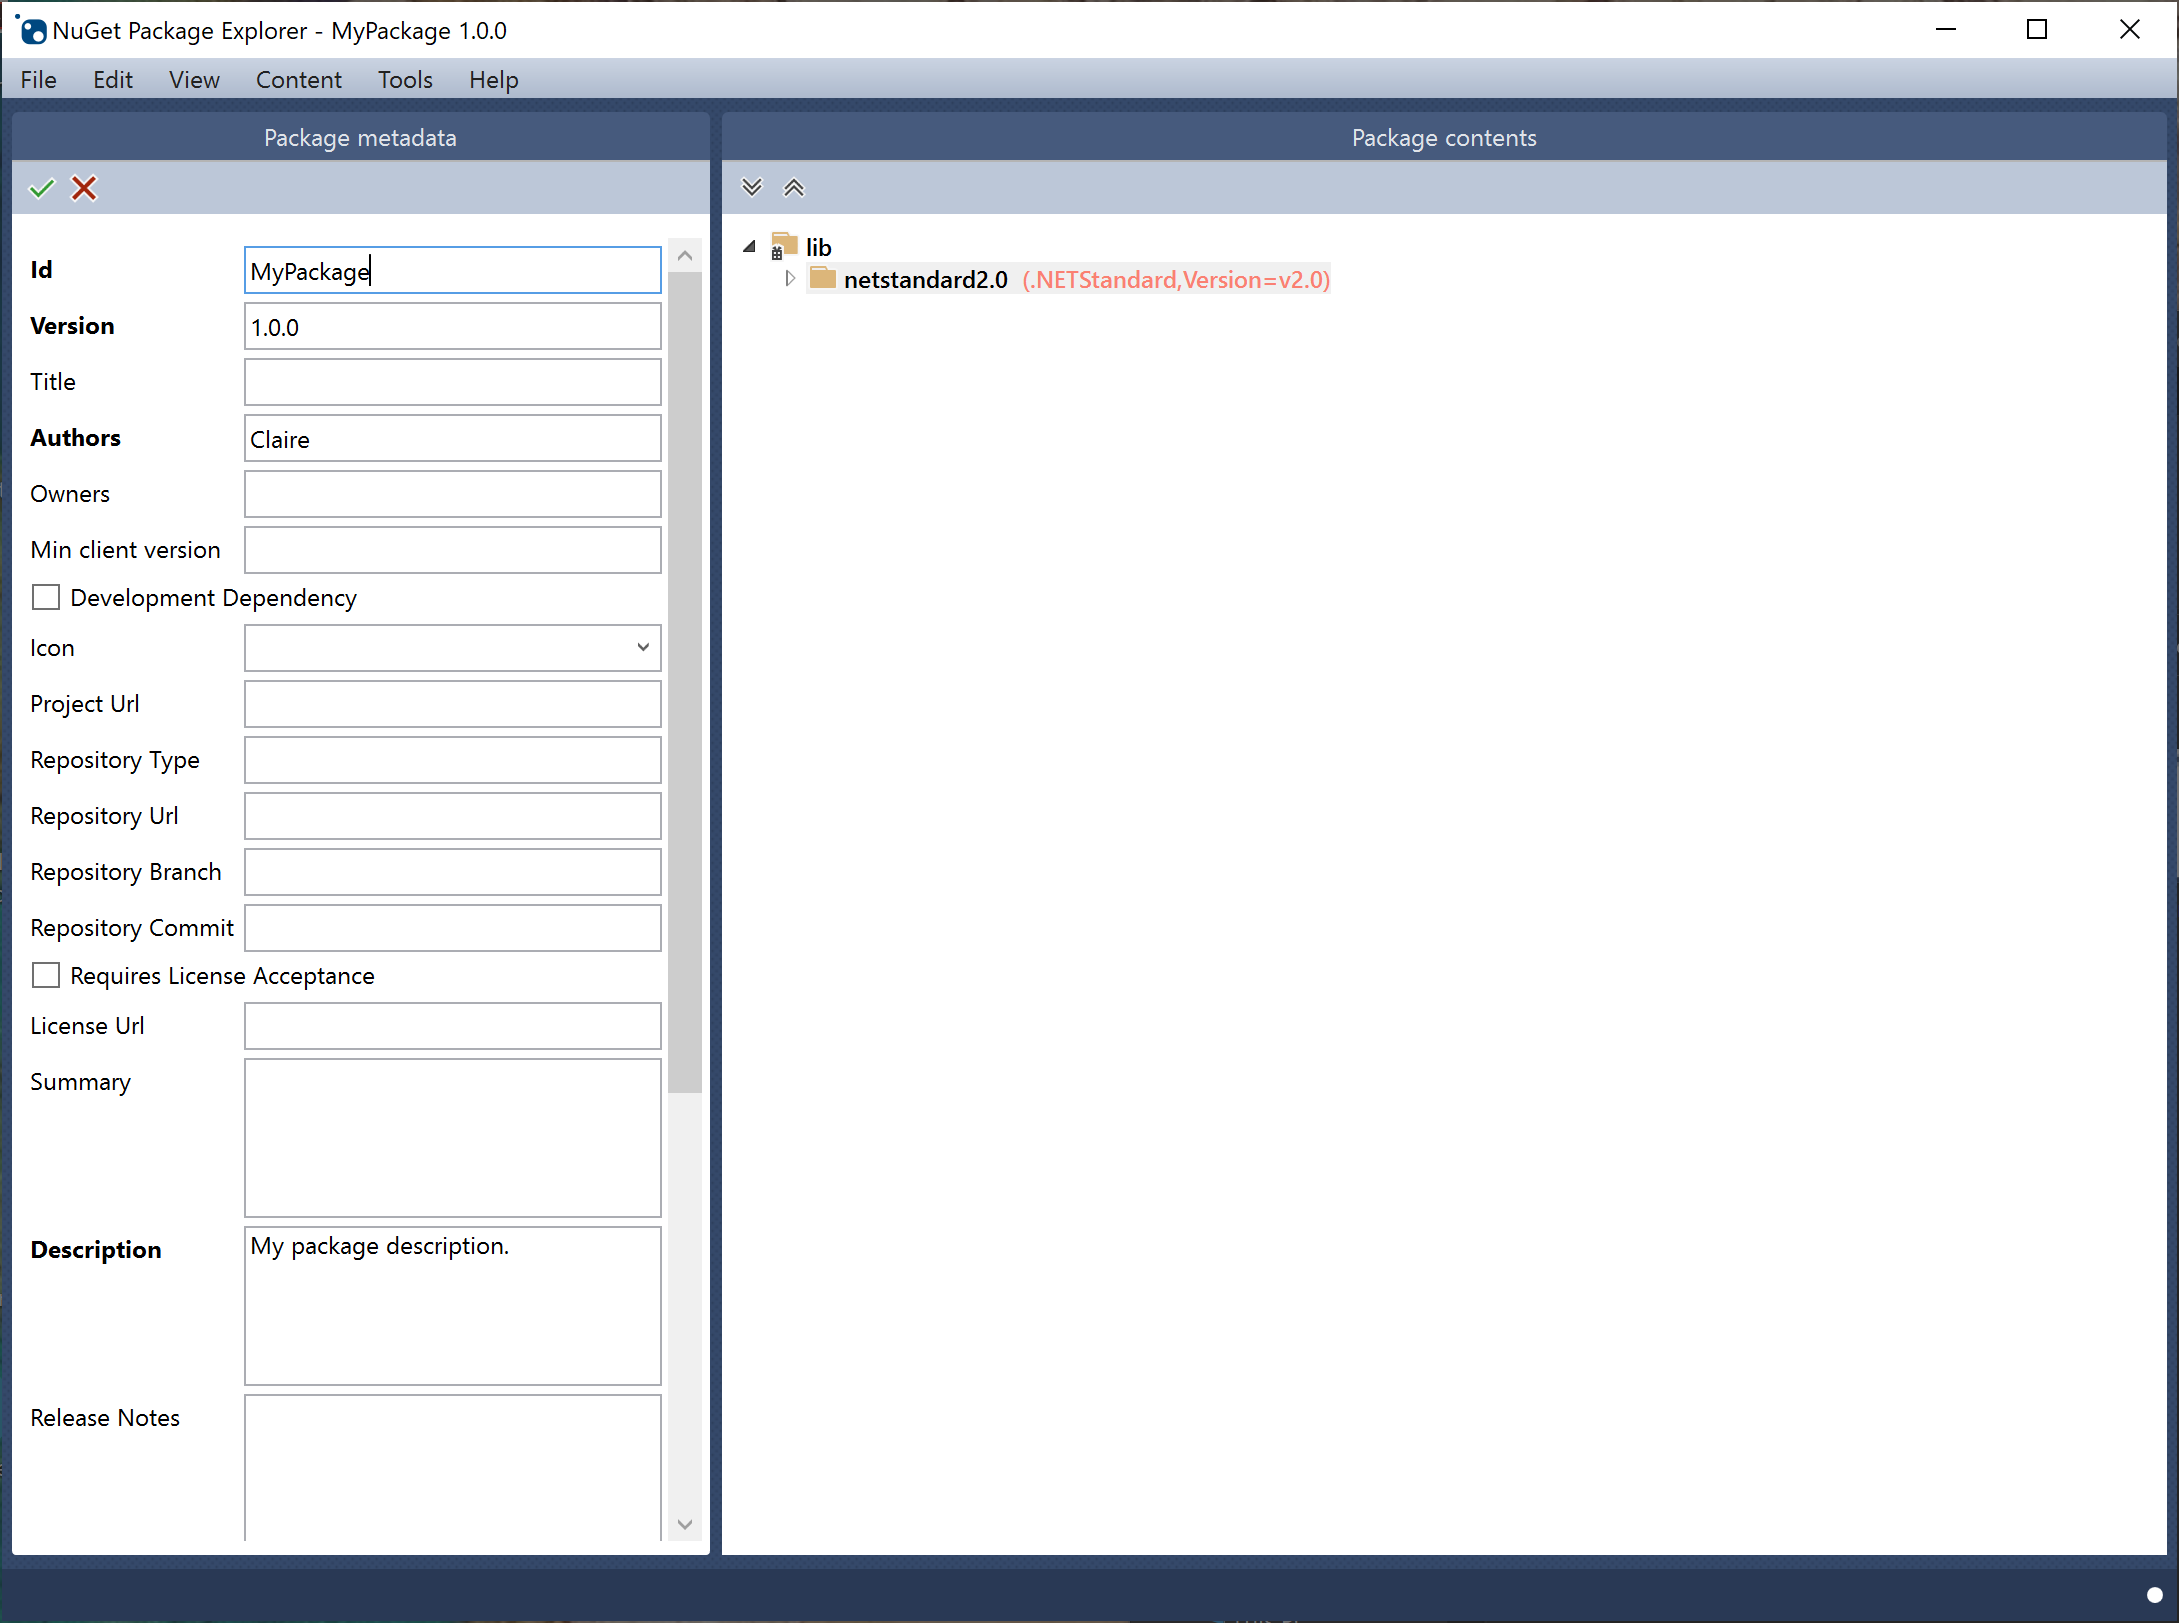 NuGet Package Explorer - MyPackage 1.0.0
File Edit View Content Tools Help
Package metadata
Id MyPackage
Version 1.0.0
Title
Authors Claire
Owners
Min client version
Development Dependency
Icon
Project Url
Repository Type
Repository Url
Repository Branch
Repository Commit
Requires License Acceptance
License Url
Summary
Description My package description.
Release Notes
Package contents
lib
netstandard2.0 (.NETStandard,Version=v2.0)